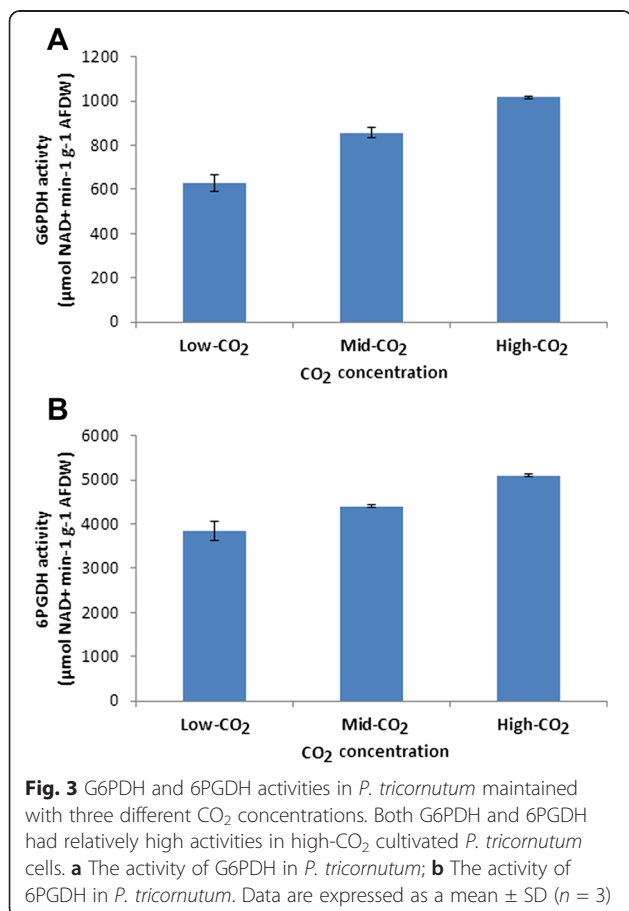 A
1200
1000
800
600
400
200
0
G6PDH activty
(µmol NAD+ min-1 g-1 AFDW)
Low-CO₂ Mid-CO₂ High-CO₂
CO₂ concentration
B
6000
5000
4000
3000
2000
1000
0
6PGDH activity
(µmol NAD+ min-1 g-1 AFDW)
Low-CO₂ Mid-CO₂ High-CO₂
CO₂ concentration
Fig. 3 G6PDH and 6PGDH activities in P. tricornutum maintained
with three different CO₂ concentrations. Both G6PDH and 6PGDH
had relatively high activities in high-CO₂ cultivated P. tricornutum
cells. a The activity of G6PDH in P. tricornutum; b The activity of
6PGDH in P. tricornutum. Data are expressed as a mean ± SD (n = 3)